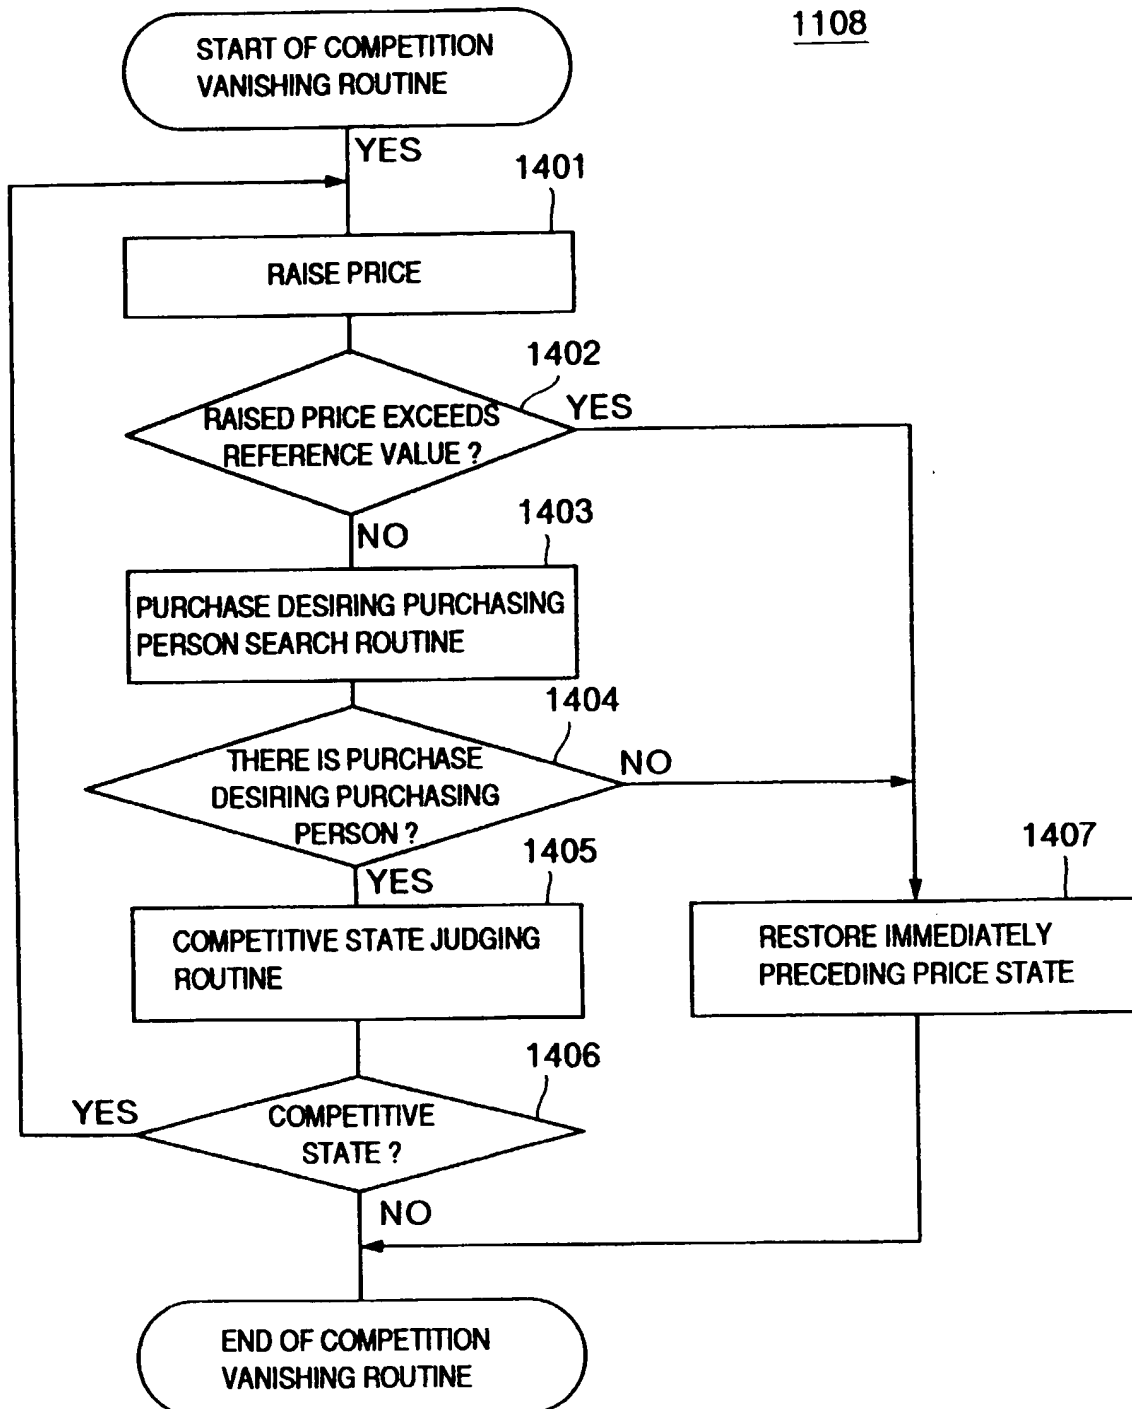 1108
START OF COMPETITION
VANISHING ROUTINE
YES
1401
RAISE PRICE
1402
RAISED PRICE EXCEEDS
REFERENCE VALUE ?
YES
NO
1403
PURCHASE DESIRING PURCHASING
PERSON SEARCH ROUTINE
1404
THERE IS PURCHASE
DESIRING PURCHASING
PERSON ?
NO
YES
1405
COMPETITIVE STATE JUDGING
ROUTINE
1407
RESTORE IMMEDIATELY
PRECEDING PRICE STATE
1406
COMPETITIVE
STATE ?
YES
NO
END OF COMPETITION
VANISHING ROUTINE